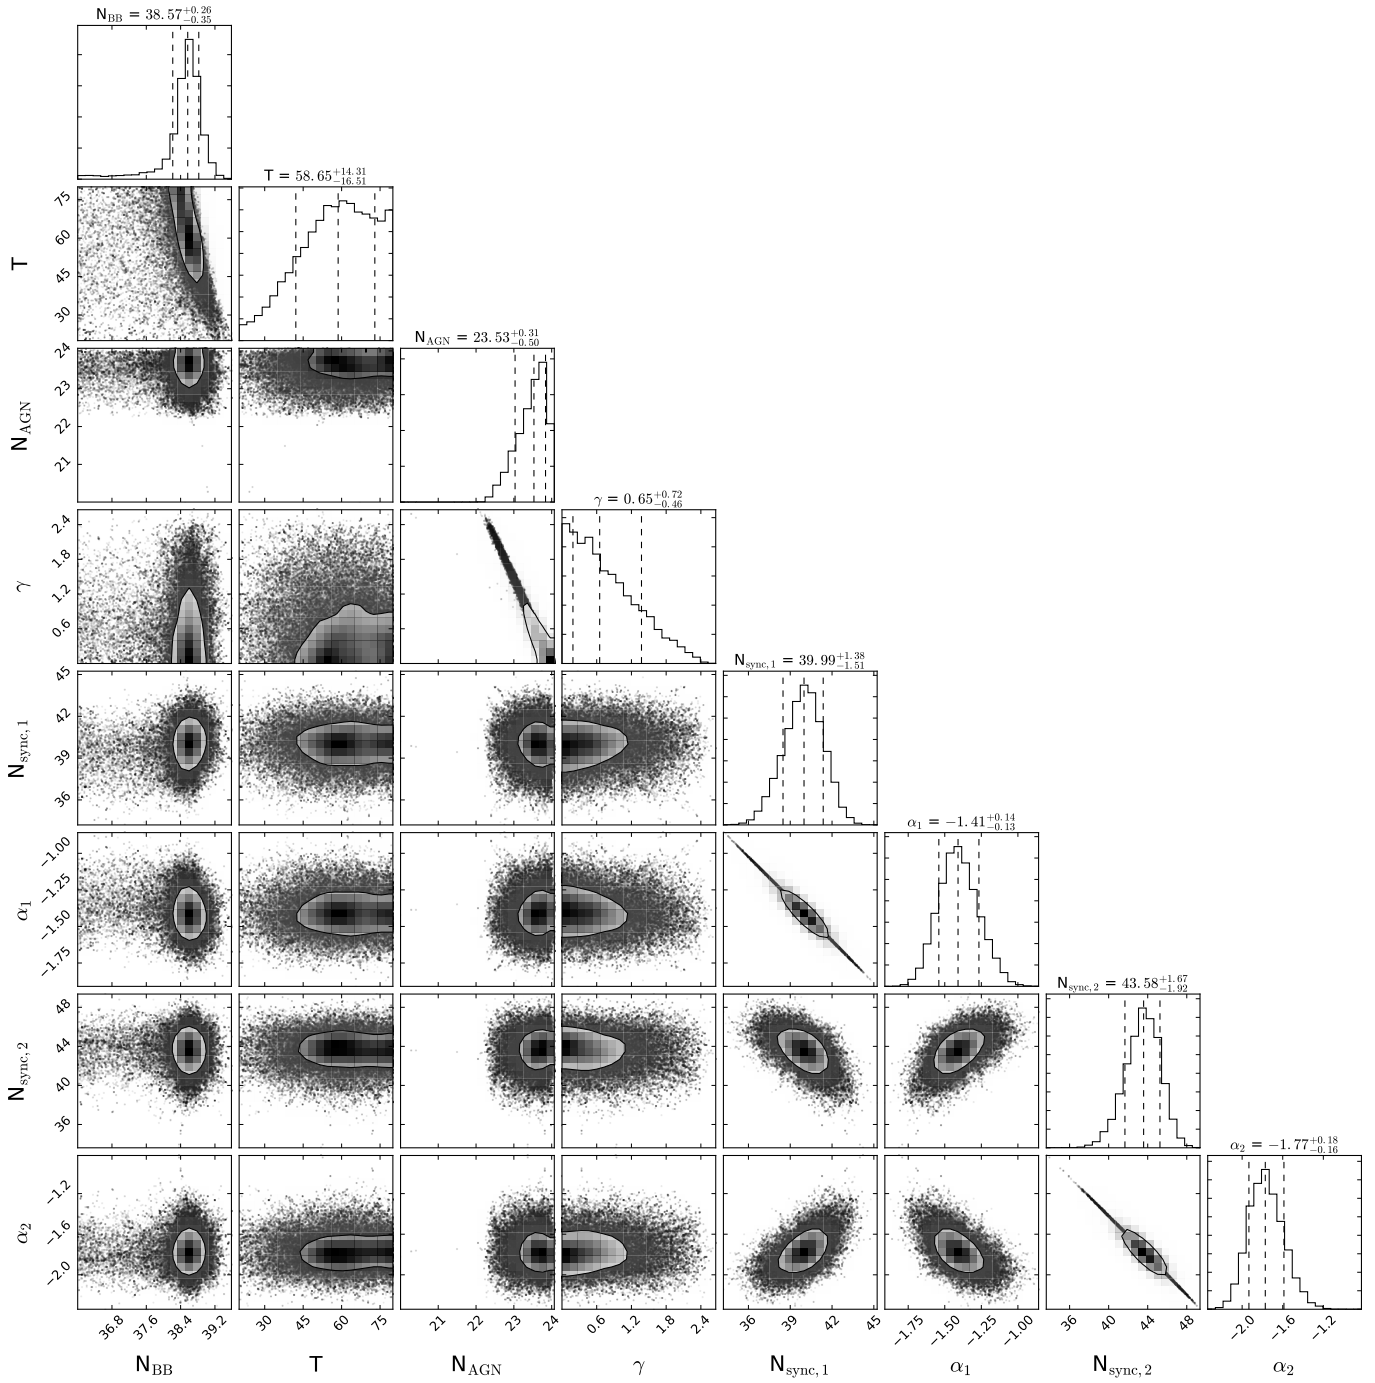 N_BB = 38.57^{+0.26}_{-0.35}
T = 58.65^{+14.31}_{-16.51}
75
60
45
30
T
N_AGN = 23.53^{+0.31}_{-0.50}
24
23
22
21
N_AGN
γ = 0.65^{+0.72}_{-0.46}
2.4
1.8
1.2
0.6
γ
N_sync,1 = 39.99^{+1.38}_{-1.51}
45
42
39
36
N_sync,1
α_1 = −1.41^{+0.14}_{-0.13}
−1.00
−1.25
−1.50
−1.75
α_1
N_sync,2 = 43.58^{+1.67}_{-1.92}
48
44
40
36
N_sync,2
α_2 = −1.77^{+0.18}_{-0.16}
−1.2
−1.6
−2.0
α_2
36.8 37.6 38.4 39.2 30 45 60 75 21 22 23 24 0.6 1.2 1.8 2.4 36 39 42 45 −1.75 −1.50 −1.25 −1.00 36 40 44 48 −2.0 −1.6 −1.2
N_BB T N_AGN γ N_sync,1 α_1 N_sync,2 α_2